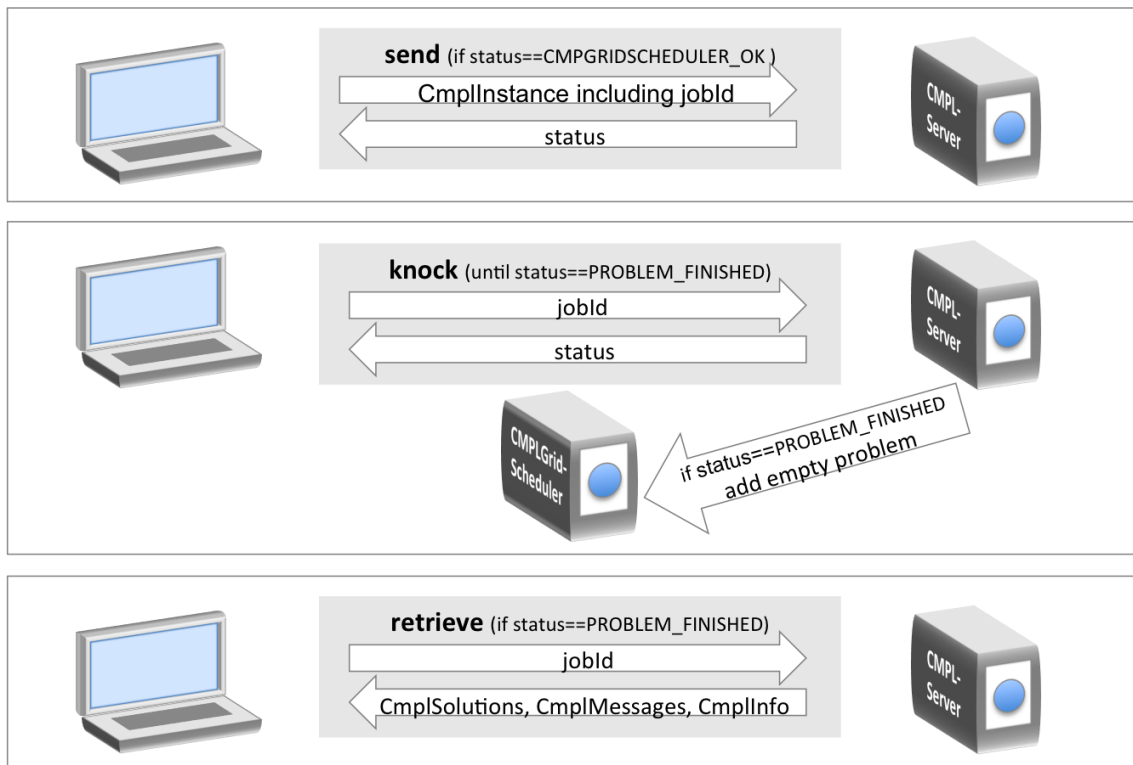 send (if status==CMPGRIDSCHEDULER_OK )
CmplInstance including jobId
status
CMPL-
Server
knock (until status==PROBLEM_FINISHED)
jobId
status
CMPL-
Server
CMPLGrid-
Scheduler
if status==PROBLEM_FINISHED
add empty problem
retrieve (if status==PROBLEM_FINISHED)
jobId
CmplSolutions, CmplMessages, CmplInfo
CMPL-
Server